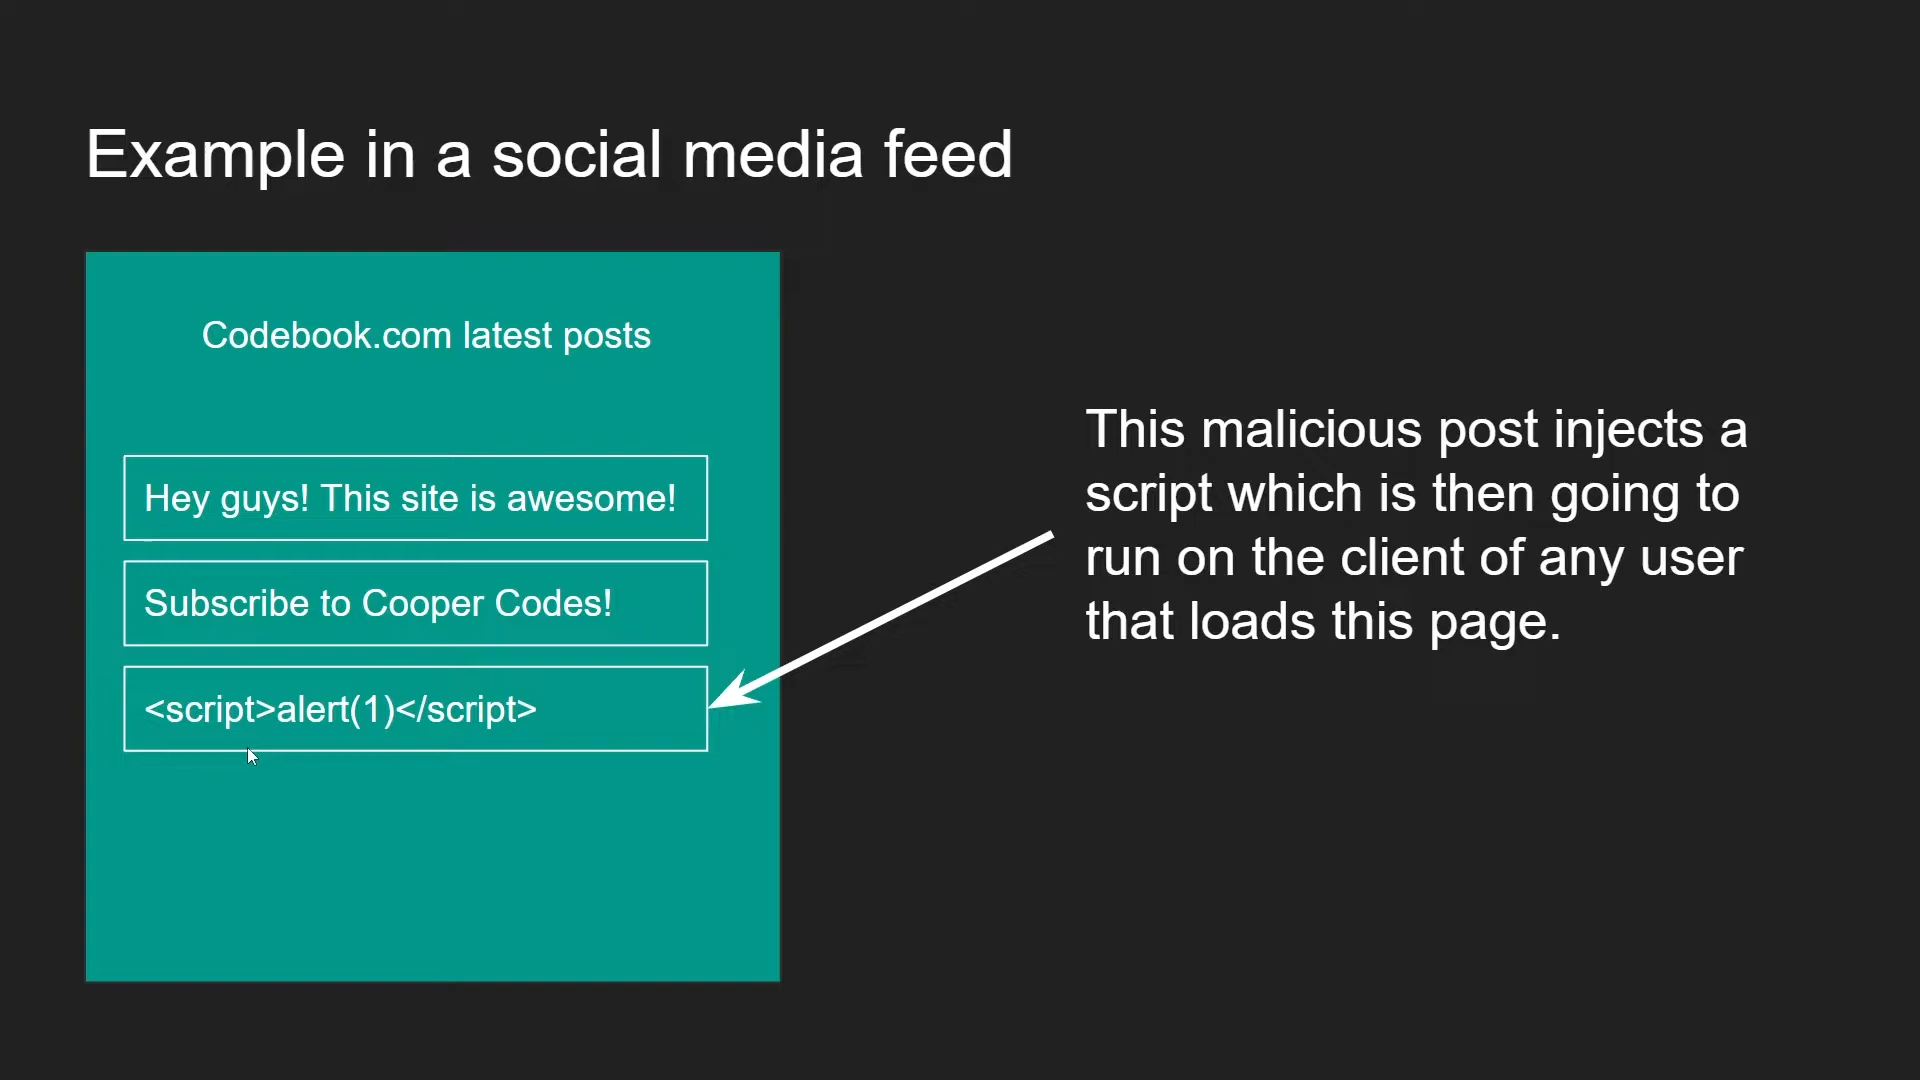 Example in a social media feed
Codebook.com latest posts
Hey guys! This site is awesome!
Subscribe to Cooper Codes!
<script>alert(1)</script>
This malicious post injects a
script which is then going to
run on the client of any user
that loads this page.